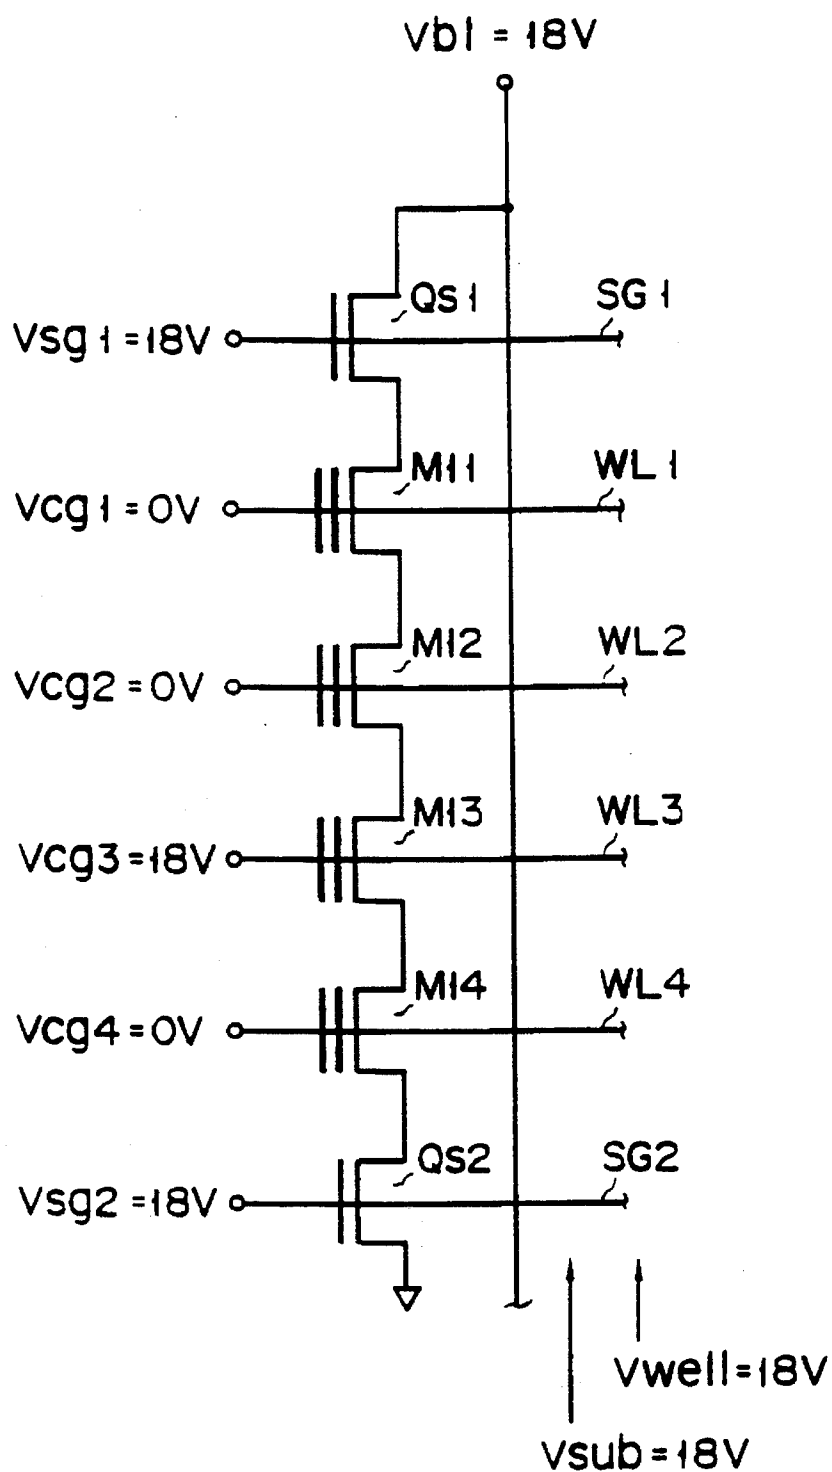 Vbl = 18V
Qs1
SG1
Vsg1=18V
M11
WL1
Vcg1=0V
M12
WL2
Vcg2=0V
M13
WL3
Vcg3=18V
M14
WL4
Vcg4=0V
Qs2
SG2
Vsg2=18V
Vwell=18V
Vsub=18V